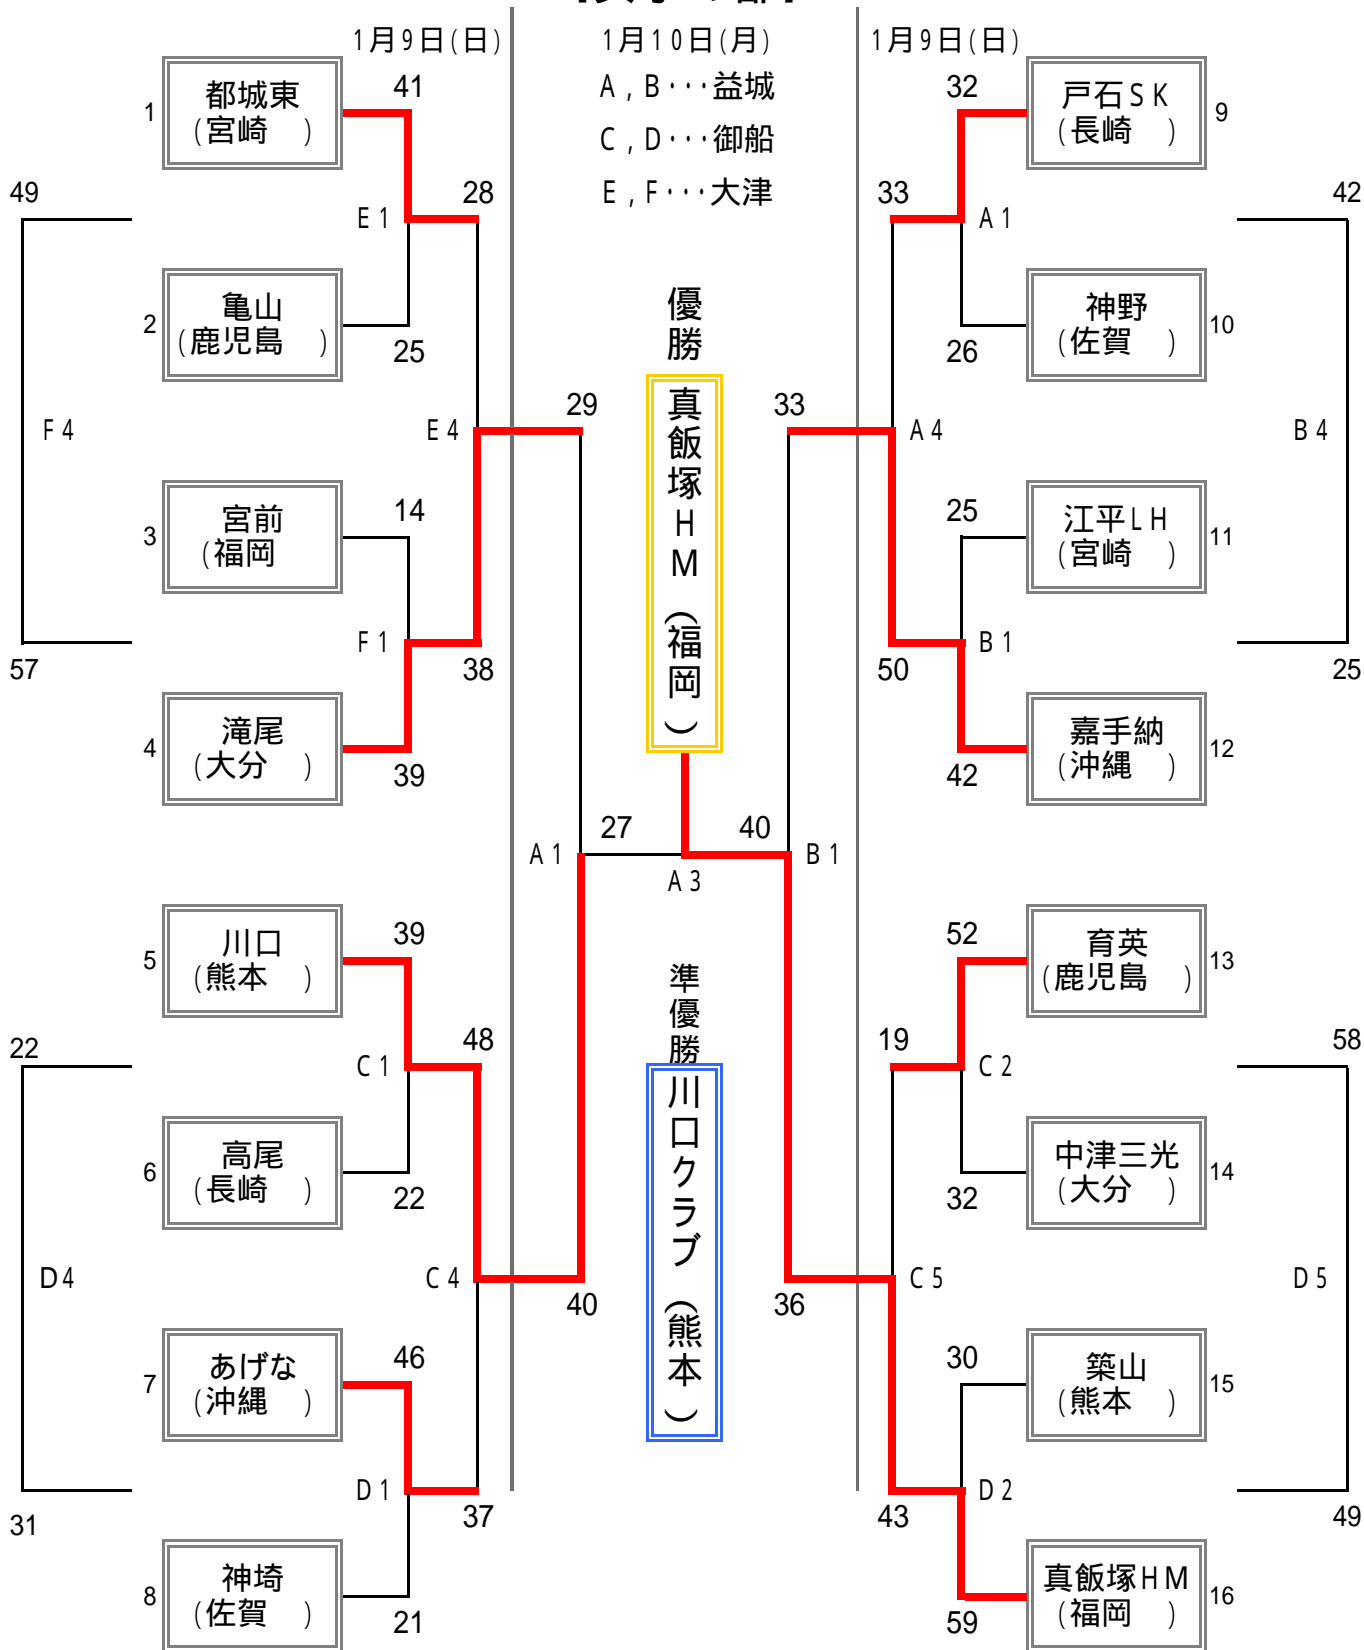 1月9日(日)
1月10日(月)
1月9日(日)
A,B・・・益城
C,D・・・御船
E,F・・・大津
1
都城東
(宮崎 )
41
49
E1
28
2
亀山
(鹿児島 )
25
F4
E4
29
3
宮前
(福岡
14
F1
38
57
4
滝尾
(大分 )
39
A1
27
5
川口
(熊本 )
39
22
C1
48
6
高尾
(長崎 )
22
D4
C4
40
7
あげな
(沖縄 )
46
D1
37
31
8
神埼
(佐賀 )
21
優勝
真飯塚HM(福岡)
A3
準優勝
川口クラブ(熊本)
32
戸石SK
(長崎 )
9
33
A1
42
神野
(佐賀 )
10
26
33
A4
B4
25
江平LH
(宮崎 )
11
B1
50
25
嘉手納
(沖縄 )
12
42
40
B1
52
育英
(鹿児島 )
13
19
C2
58
中津三光
(大分 )
14
32
36
C5
D5
30
築山
(熊本 )
15
D2
43
49
真飯塚HM
(福岡 )
16
59